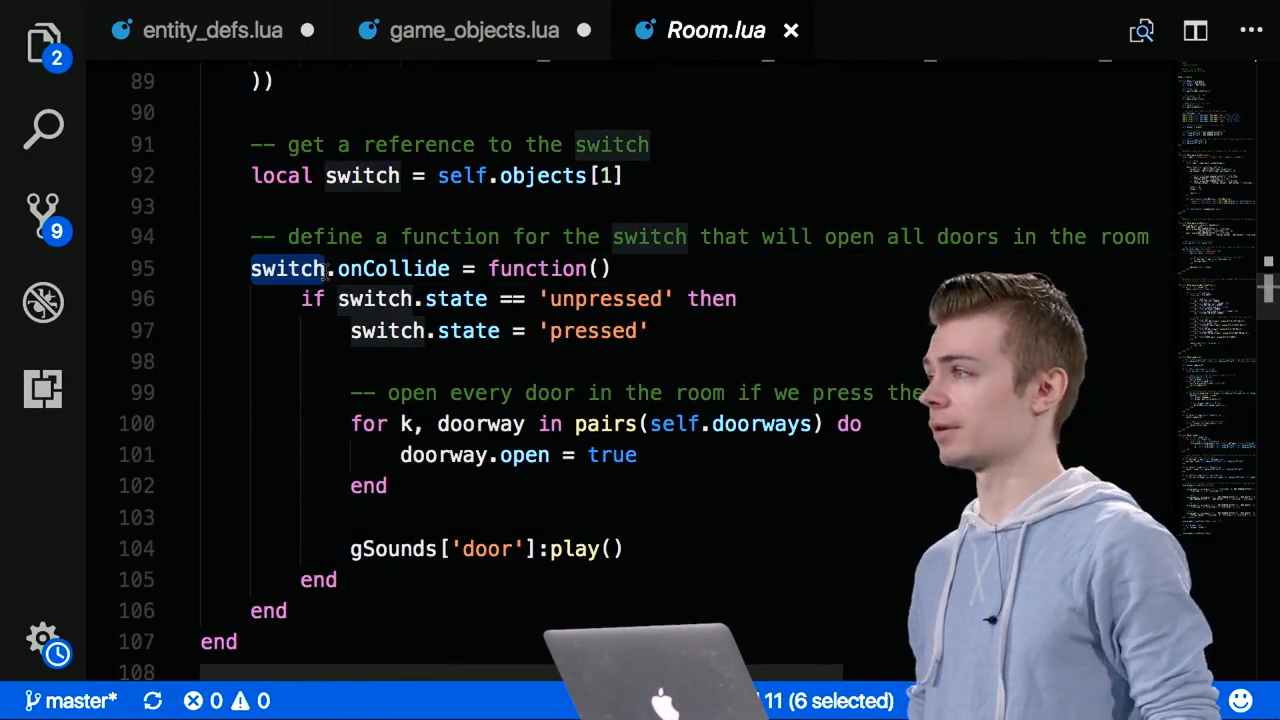 entity_defs.lua
game_objects.lua
Room.lua
2
9
89 ))
90
91 -- get a reference to the switch
92 local switch = self.objects[1]
93
94 -- define a function for the switch that will open all doors in the room
95 switch.onCollide = function()
96 if switch.state == 'unpressed' then
97 switch.state = 'pressed'
98
99 -- open every door in the room if we press the
100 for k, doorway in pairs(self.doorways) do
101 doorway.open = true
102 end
103
104 gSounds['door']:play()
105 end
106 end
107 end
108
master* 0 0 11 (6 selected)